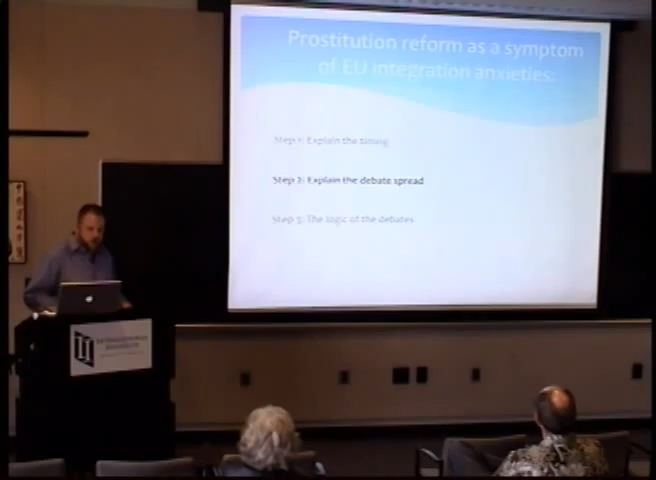 Prostitution reform as a symptom
of EU integration anxieties:
Step 1: Explain the timing
Step 2: Explain the debate spread
Step 3: The logic of the debates